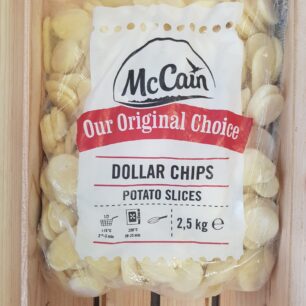 McCain
Our Original Choice
DOLLAR CHIPS
POTATO SLICES
2,5 kg e